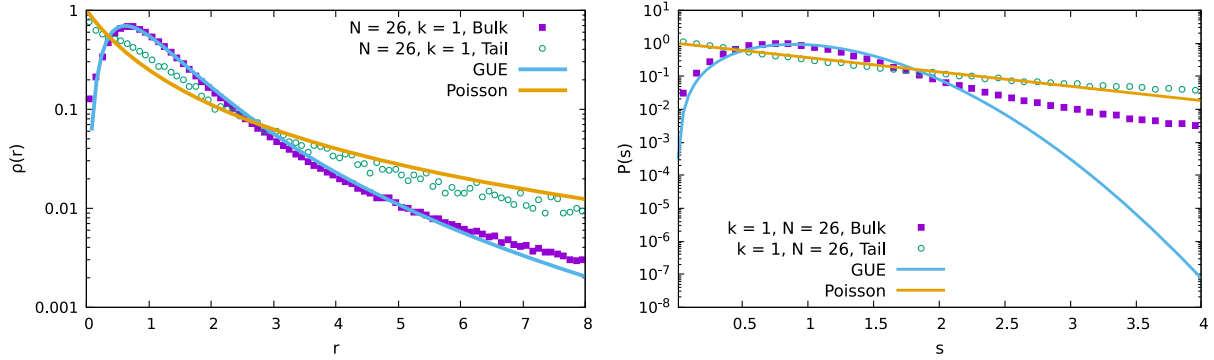 1
0.1
0.01
0.001
ρ(r)
0 1 2 3 4 5 6 7 8
r
N = 26, k = 1, Bulk
N = 26, k = 1, Tail
GUE
Poisson
10^1
10^0
10^-1
10^-2
10^-3
10^-4
10^-5
10^-6
10^-7
10^-8
P(s)
0.5 1 1.5 2 2.5 3 3.5 4
s
k = 1, N = 26, Bulk
k = 1, N = 26, Tail
GUE
Poisson